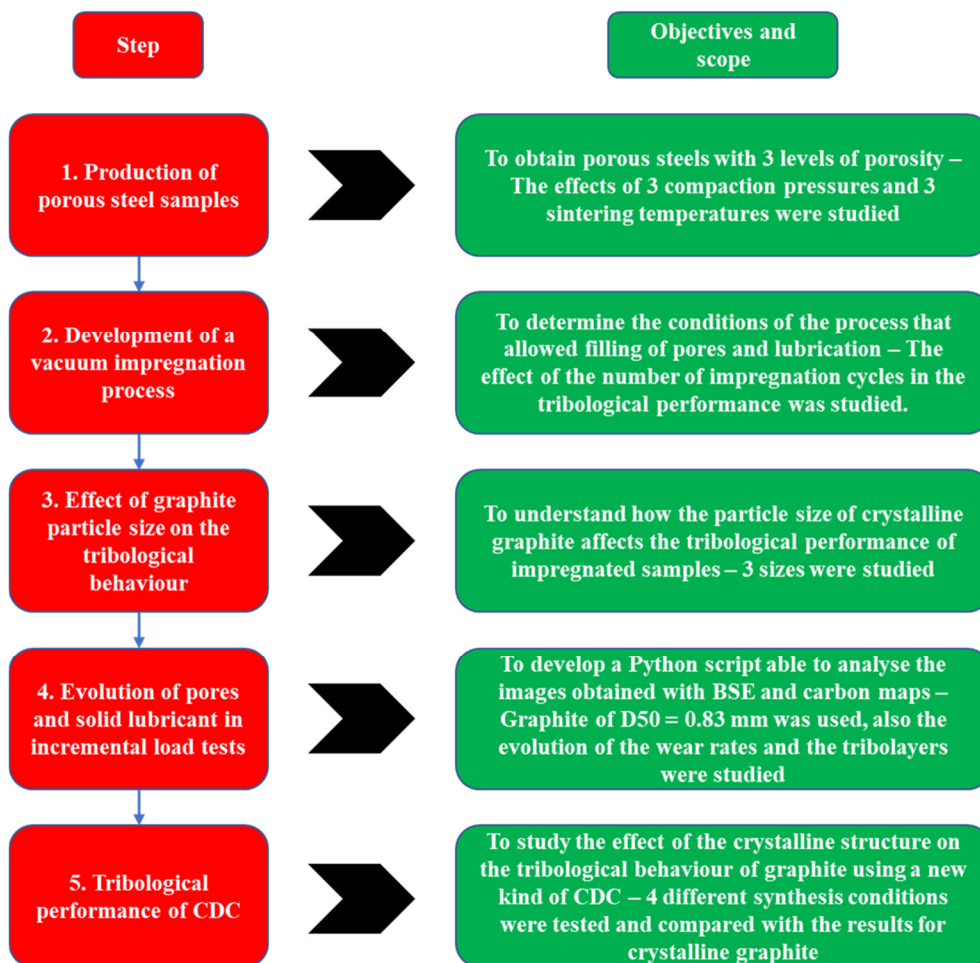 Step
Objectives and
scope
1. Production of
porous steel samples
To obtain porous steels with 3 levels of porosity –
The effects of 3 compaction pressures and 3
sintering temperatures were studied
2. Development of a
vacuum impregnation
process
To determine the conditions of the process that
allowed filling of pores and lubrication – The
effect of the number of impregnation cycles in the
tribological performance was studied.
3. Effect of graphite
particle size on the
tribological
behaviour
To understand how the particle size of crystalline
graphite affects the tribological performance of
impregnated samples – 3 sizes were studied
4. Evolution of pores
and solid lubricant in
incremental load tests
To develop a Python script able to analyse the
images obtained with BSE and carbon maps –
Graphite of D50 = 0.83 mm was used, also the
evolution of the wear rates and the tribolayers
were studied
5. Tribological
performance of CDC
To study the effect of the crystalline structure on
the tribological behaviour of graphite using a new
kind of CDC – 4 different synthesis conditions
were tested and compared with the results for
crystalline graphite